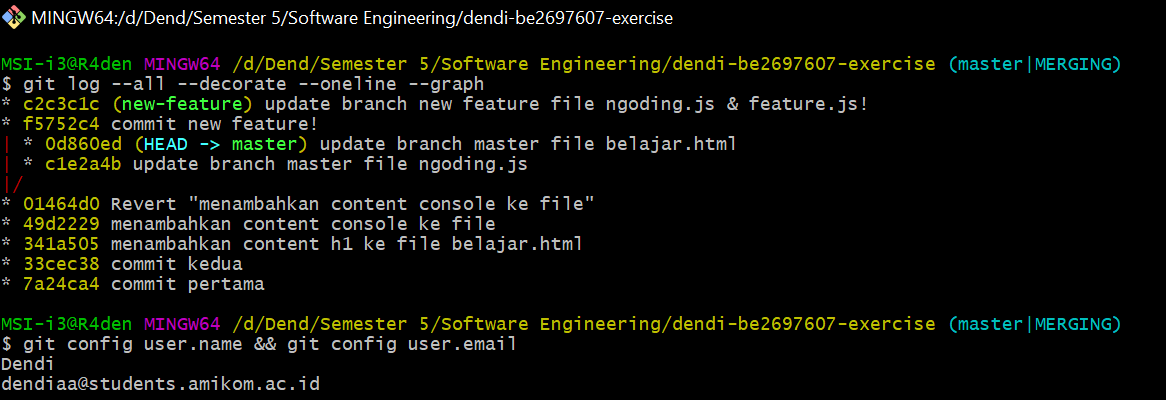 MINGW64:/d/Dend/Semester 5/Software Engineering/dendi-be2697607-exercise
MSI-i3@R4den MINGW64 /d/Dend/Semester 5/Software Engineering/dendi-be2697607-exercise (master|MERGING)
$ git log --all --decorate --oneline --graph
* c2c3c1c (new-feature) update branch new feature file ngoding.js & feature.js!
* f5752c4 commit new feature!
| * 0d860ed (HEAD -> master) update branch master file belajar.html
| * c1e2a4b update branch master file ngoding.js
|/
* 01464d0 Revert "menambahkan content console ke file"
* 49d2229 menambahkan content console ke file
* 341a505 menambahkan content h1 ke file belajar.html
* 33cec38 commit kedua
* 7a24ca4 commit pertama
MSI-i3@R4den MINGW64 /d/Dend/Semester 5/Software Engineering/dendi-be2697607-exercise (master|MERGING)
$ git config user.name && git config user.email
Dendi
dendiaa@students.amikom.ac.id